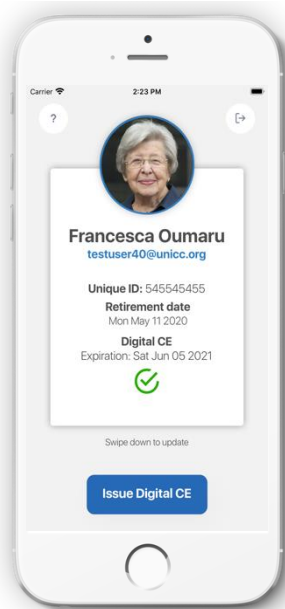 Carrier 2:23 PM
?
Francesca Oumaru
testuser40@unicc.org
Unique ID: 545545455
Retirement date
Mon May 11 2020
Digital CE
Expiration: Sat Jun 05 2021
Swipe down to update
Issue Digital CE